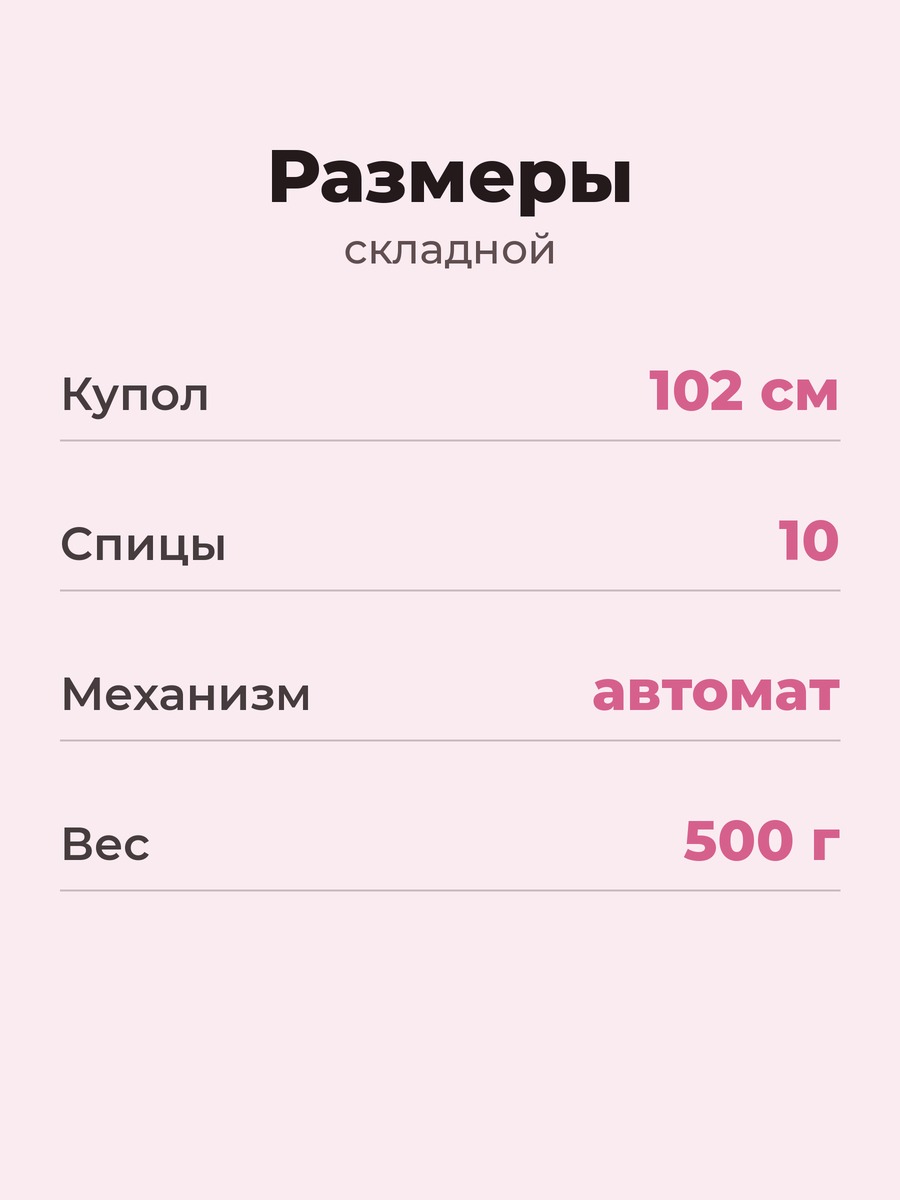 Размеры
складной
Купол 102 см
Спицы 10
Механизм автомат
Вес 500 г